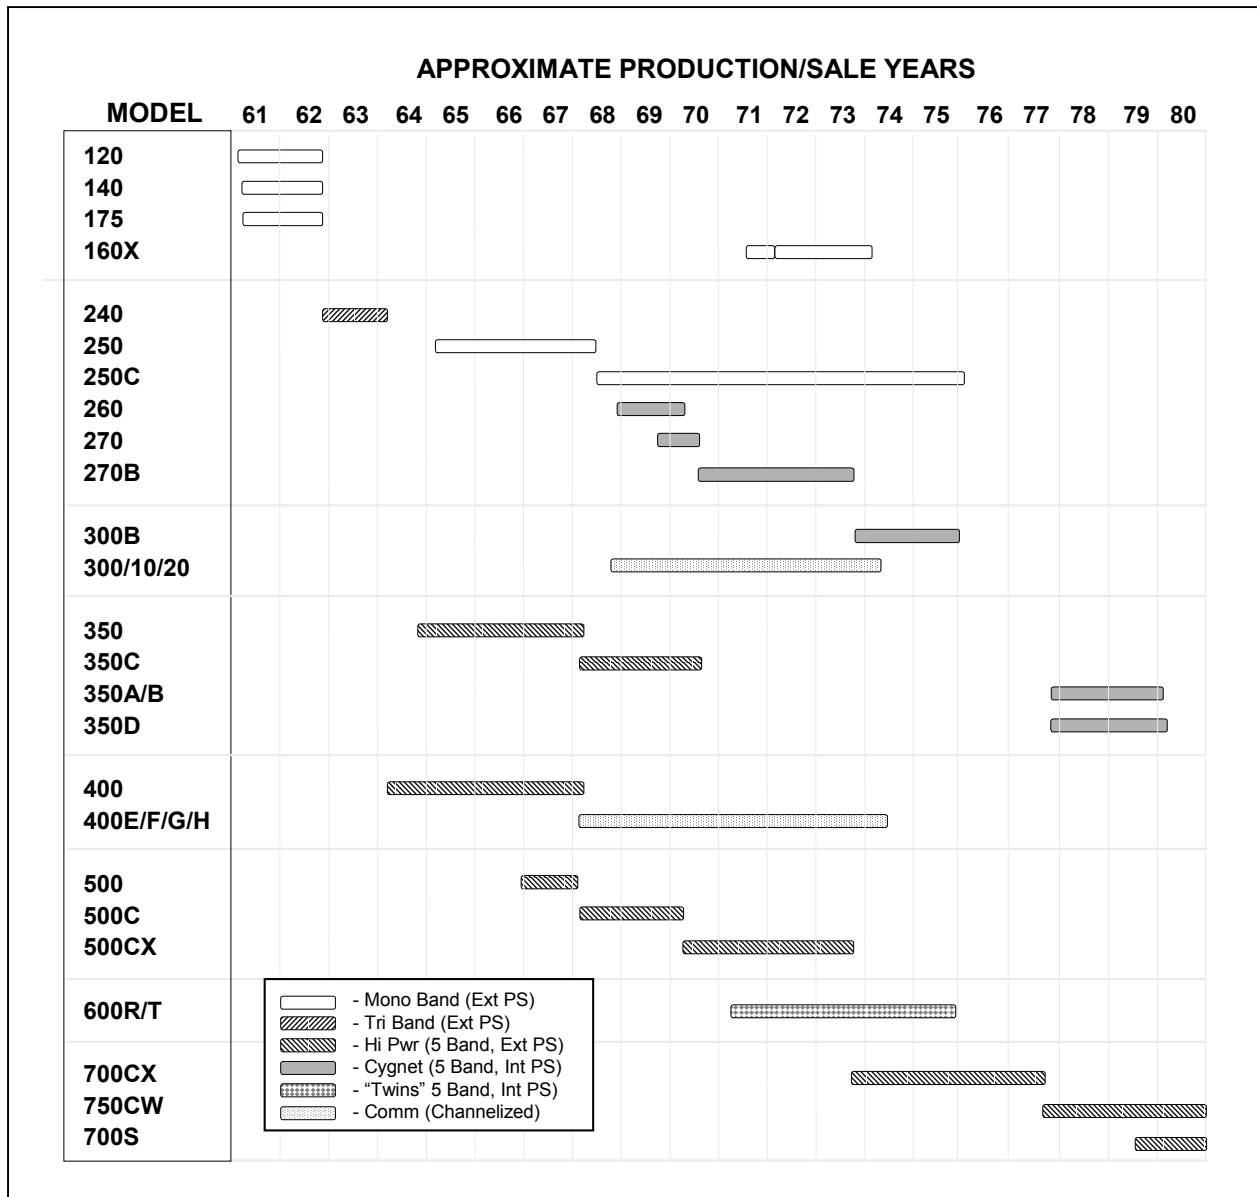 APPROXIMATE PRODUCTION/SALE YEARS
MODEL 61 62 63 64 65 66 67 68 69 70 71 72 73 74 75 76 77 78 79 80
120
140
175
160X
240
250
250C
260
270
270B
300B
300/10/20
350
350C
350A/B
350D
400
400E/F/G/H
500
500C
500CX
600R/T
700CX
750CW
700S
- Mono Band (Ext PS)
- Tri Band (Ext PS)
- Hi Pwr (5 Band, Ext PS)
- Cygnet (5 Band, Int PS)
- “Twins” 5 Band, Int PS)
- Comm (Channelized)